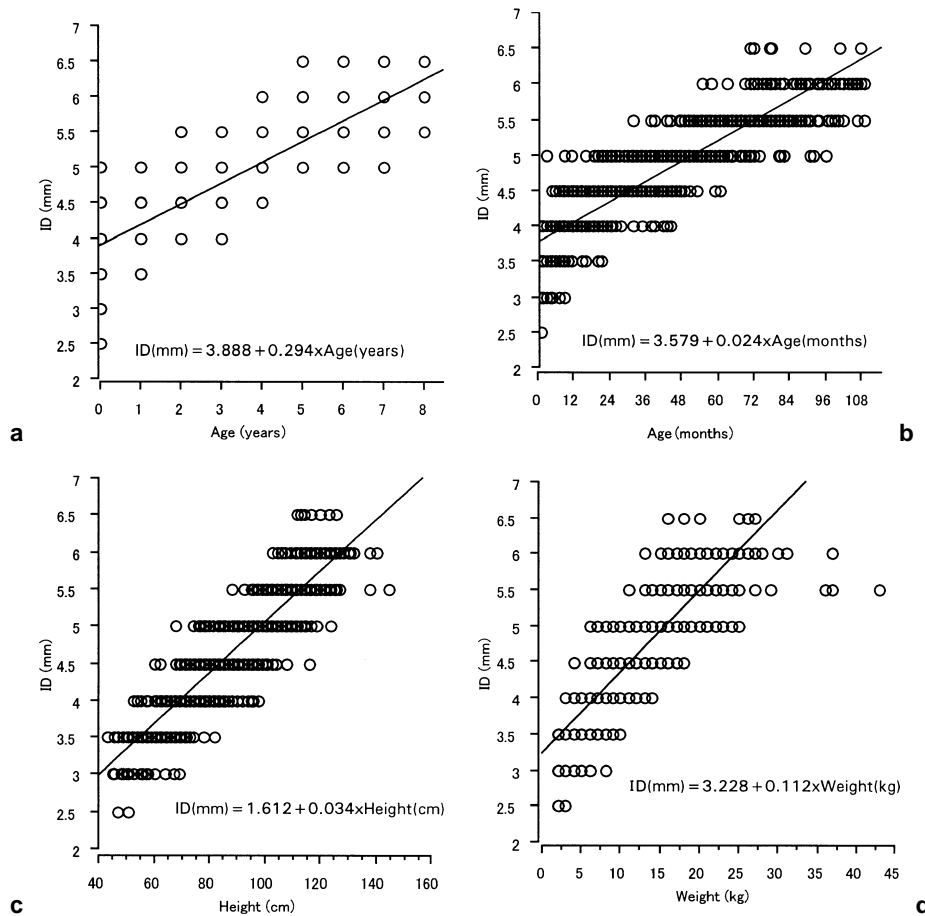 7
6.5
6
5.5
5
4.5
4
3.5
3
2.5
2
ID (mm)
ID(mm)=3.888+0.294xAge(years)
0 1 2 3 4 5 6 7 8
Age (years)
a
7
6.5
6
5.5
5
4.5
4
3.5
3
2.5
2
ID (mm)
ID(mm)=3.579+0.024xAge(months)
0 12 24 36 48 60 72 84 96 108
Age (months)
b
7
6.5
6
5.5
5
4.5
4
3.5
3
2.5
2
ID (mm)
ID(mm)=1.612+0.034xHeight(cm)
40 60 80 100 120 140 160
Height (cm)
c
7
6.5
6
5.5
5
4.5
4
3.5
3
2.5
2
ID (mm)
ID(mm)=3.228+0.112xWeight(kg)
0 5 10 15 20 25 30 35 40 45
Weight (kg)